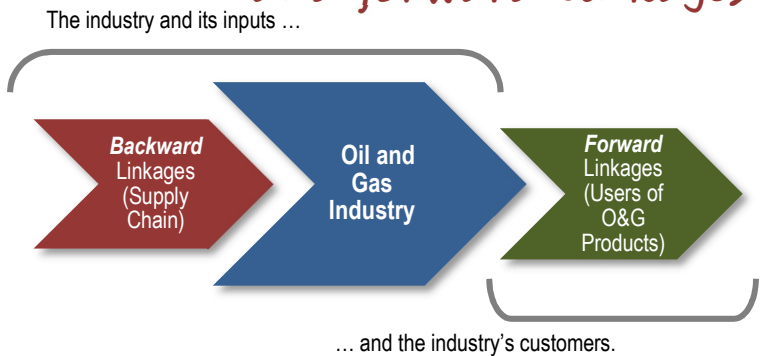 The industry and its inputs …
Backward
Linkages
(Supply
Chain)
Oil and
Gas
Industry
Forward
Linkages
(Users of
O&G
Products)
… and the industry's customers.